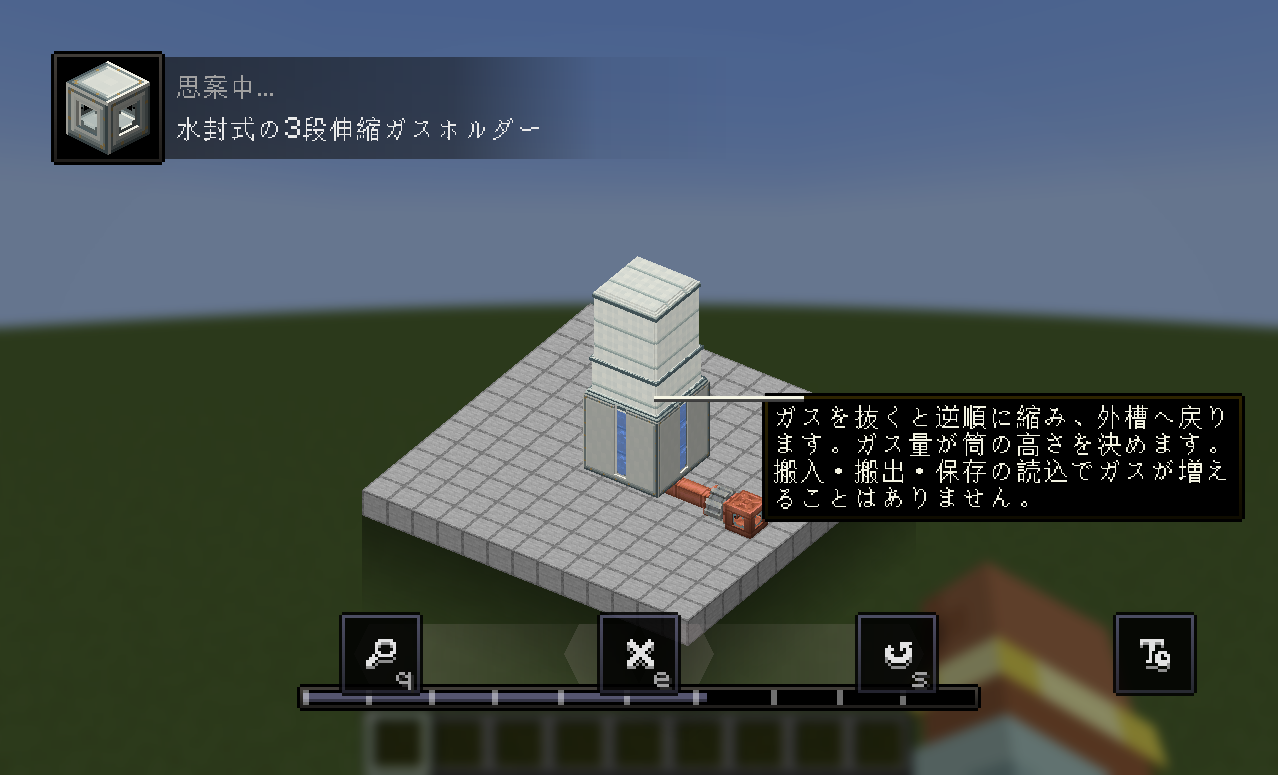 思案中...
水封式の3段伸縮ガスホルダー
ガスを抜くと逆順に縮み、外槽へ戻り
ます。ガス量が筒の高さを決めます。
搬入・搬出・保存の読込でガスが増え
ることはありません。
q
e
s
T